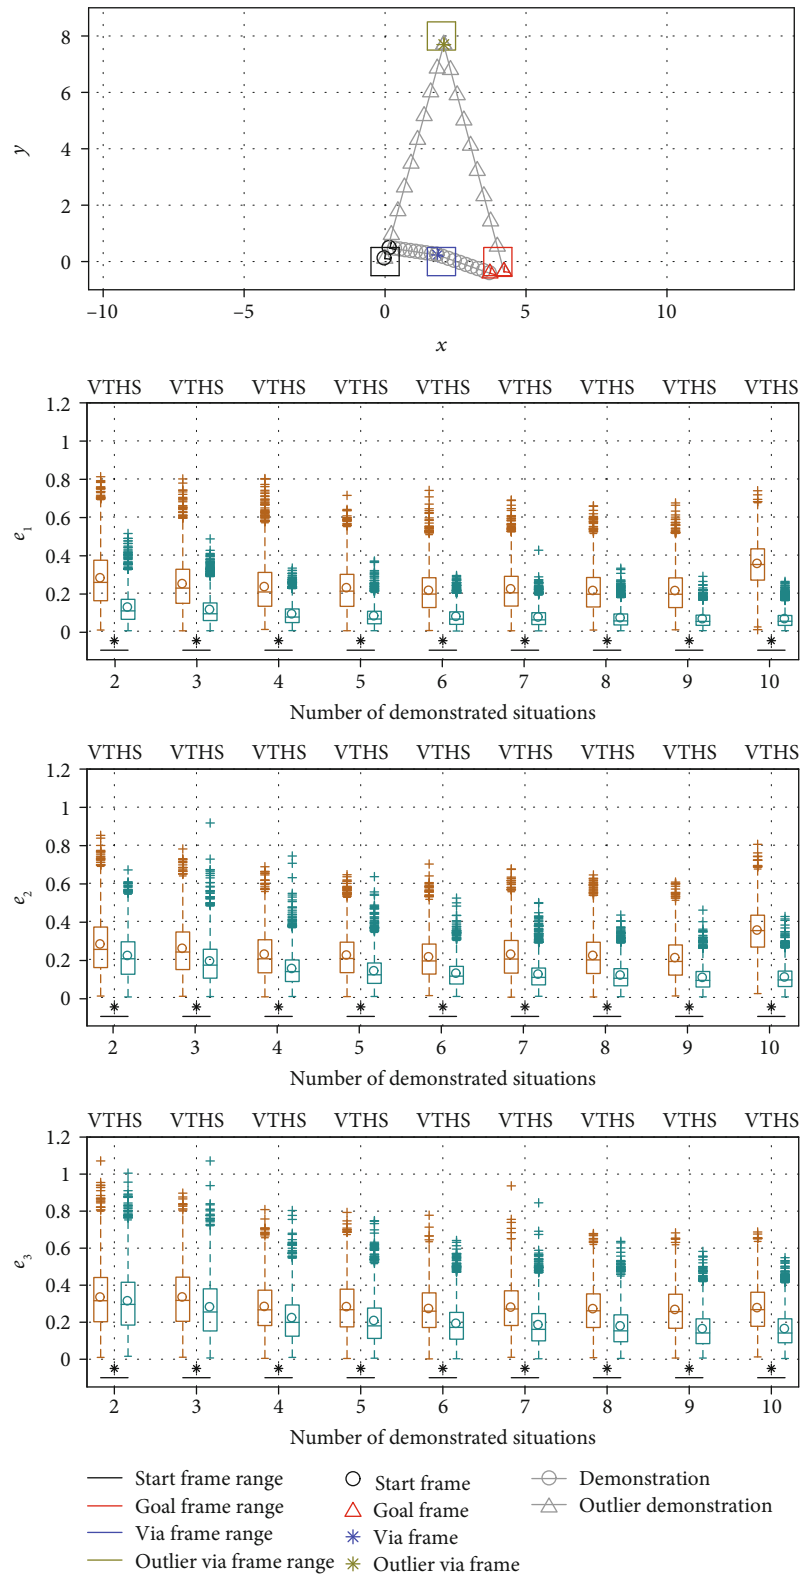 8
6
4
2
0
y
−10
−5
0
5
10
x
VTHS VTHS VTHS VTHS VTHS VTHS VTHS VTHS VTHS
1.2
1
0.8
0.6
0.4
0.2
0
e1
2 3 4 5 6 7 8 9 10
Number of demonstrated situations
VTHS VTHS VTHS VTHS VTHS VTHS VTHS VTHS VTHS
1.2
1
0.8
0.6
0.4
0.2
0
e2
2 3 4 5 6 7 8 9 10
Number of demonstrated situations
VTHS VTHS VTHS VTHS VTHS VTHS VTHS VTHS VTHS
1.2
1
0.8
0.6
0.4
0.2
0
e3
2 3 4 5 6 7 8 9 10
Number of demonstrated situations
Start frame range
Goal frame range
Via frame range
Outlier via frame range
Start frame
Goal frame
Via frame
Outlier via frame
Demonstration
Outlier demonstration